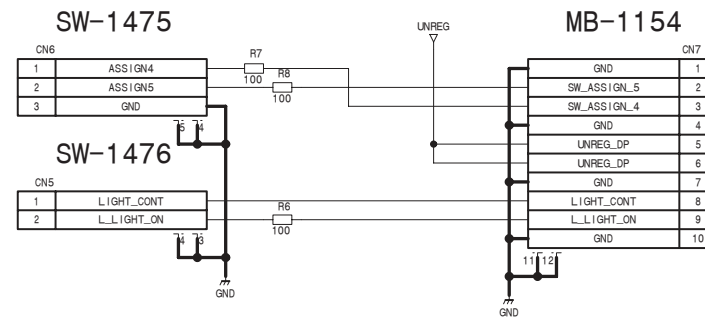 SW-1475
UNREG
MB-1154
CN6
R7
CN7
1 ASSIGN4
100
R8
GND 1
2 ASSIGN5
100
SW_ASSIGN_5 2
3 GND
SW_ASSIGN_4 3
5 4
GND 4
SW-1476
UNREG_DP 5
UNREG_DP 6
CN5
GND 7
1 LIGHT_CONT
R6
LIGHT_CONT 8
2 L_LIGHT_ON
100
L_LIGHT_ON 9
4 3
GND 10
11 12
GND
GND